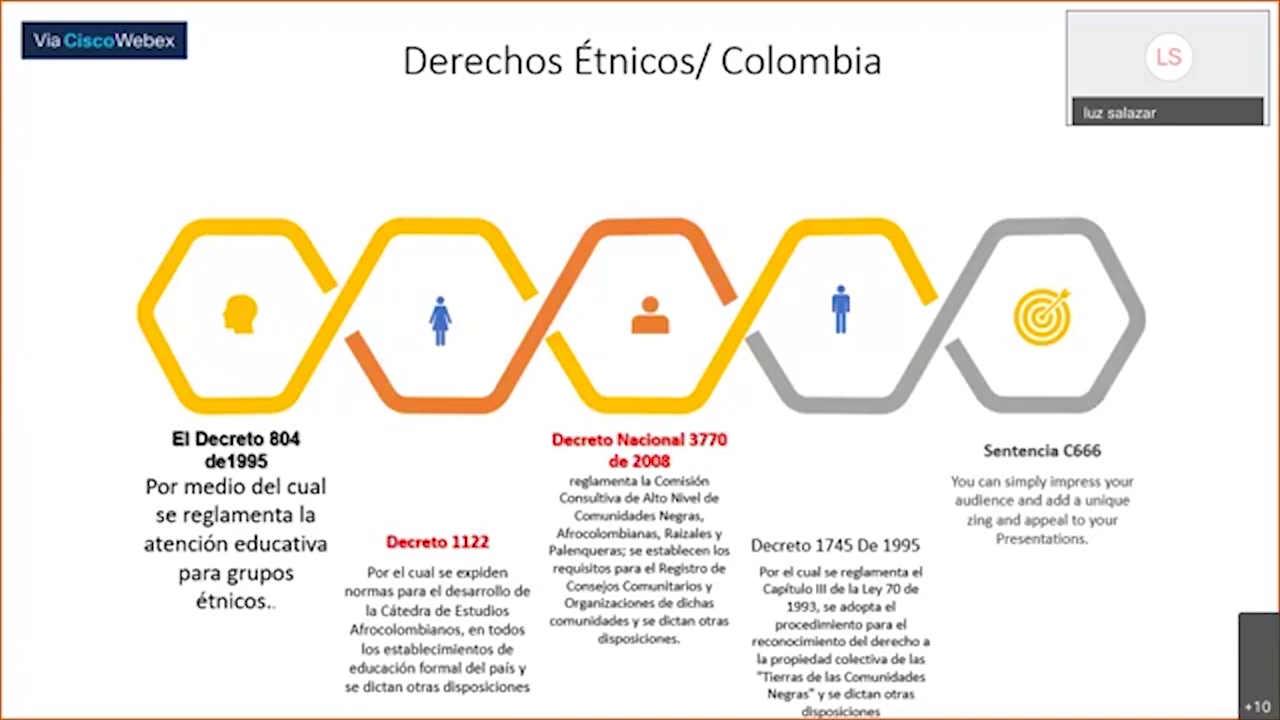 Vía CiscoWebex
Derechos Étnicos/ Colombia
LS
luz salazar
El Decreto 804
de1995
Por medio del cual
se reglamenta la
atención educativa
para grupos
étnicos..
Decreto 1122
Por el cual se expiden
normas para el desarrollo de
la Cátedra de Estudios
Afrocolombianos, en todos
los establecimientos de
educación formal del país y
se dictan otras disposiciones
Decreto Nacional 3770
de 2008
reglamenta la Comisión
Consultiva de Alto Nivel de
Comunidades Negras,
Afrocolombianas, Raizales y
Palenqueras; se establecen los
requisitos para el Registro de
Consejos Comunitarios y
Organizaciones de dichas
comunidades y se dictan otras
disposiciones.
Decreto 1745 De 1995
Por el cual se reglamenta el
Capítulo III de la Ley 70 de
1993, se adopta el
procedimiento para el
reconocimiento del derecho a
la propiedad colectiva de las
"Tierras de las Comunidades
Negras" y se dictan otras
disposiciones
Sentencia C666
You can simply impress your
audience and add a unique
zing and appeal to your
Presentations.
+10